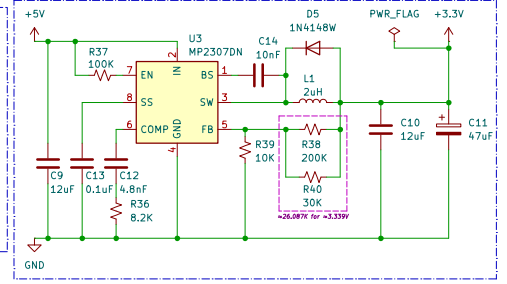 +5V
D5
1N4148W
PWR_FLAG
+3.3V
U3
MP2307DN
R37
100K
C14
10nF
7
EN
2
IN
BS
1
8
SS
SW
3
L1
2uH
6
COMP
GND
4
FB
5
R39
10K
R38
200K
R40
30K
≈26.087K for ≈3.339V
C10
12uF
+
C11
47uF
C9
12uF
C13
0.1uF
C12
4.8nF
R36
8.2K
GND